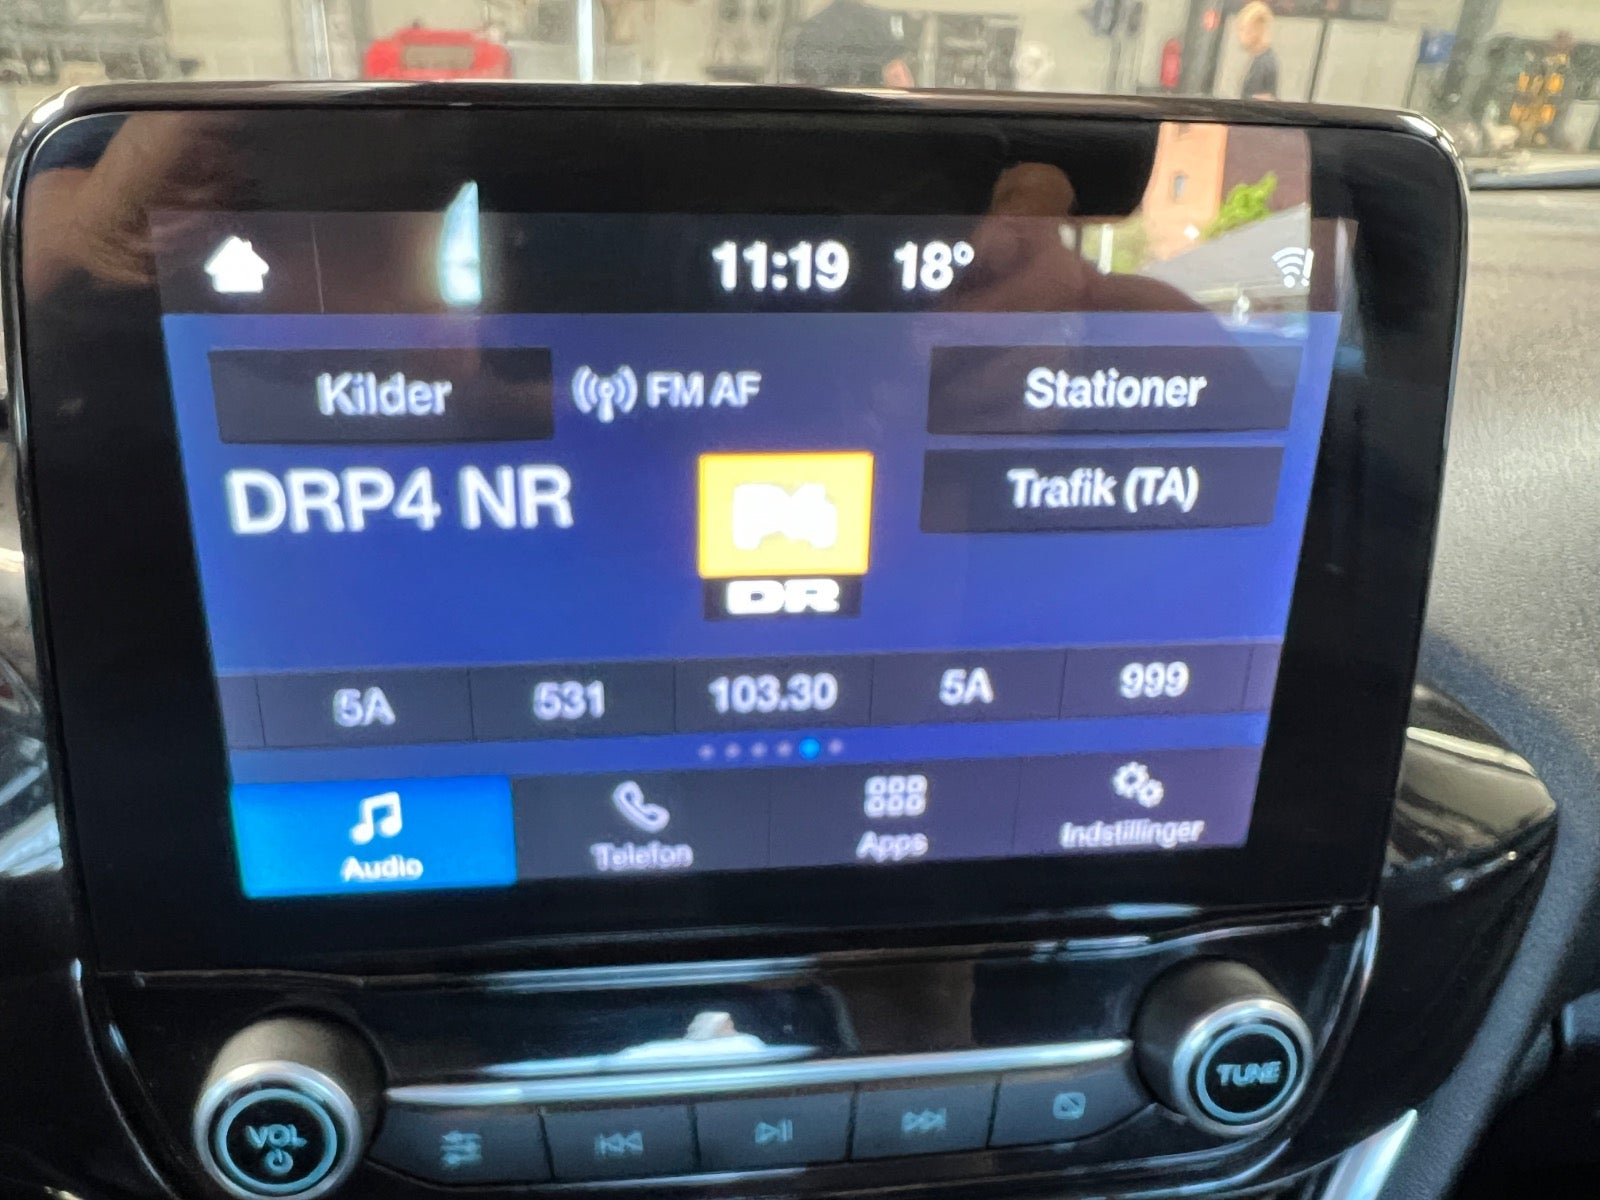 11:19 18°
Kilder FM AF Stationer
DRP4 NR P4 Trafik (TA)
DR
5A 531 103.30 5A 999
Audio Telefon Apps Indstillinger
VOL TUNE